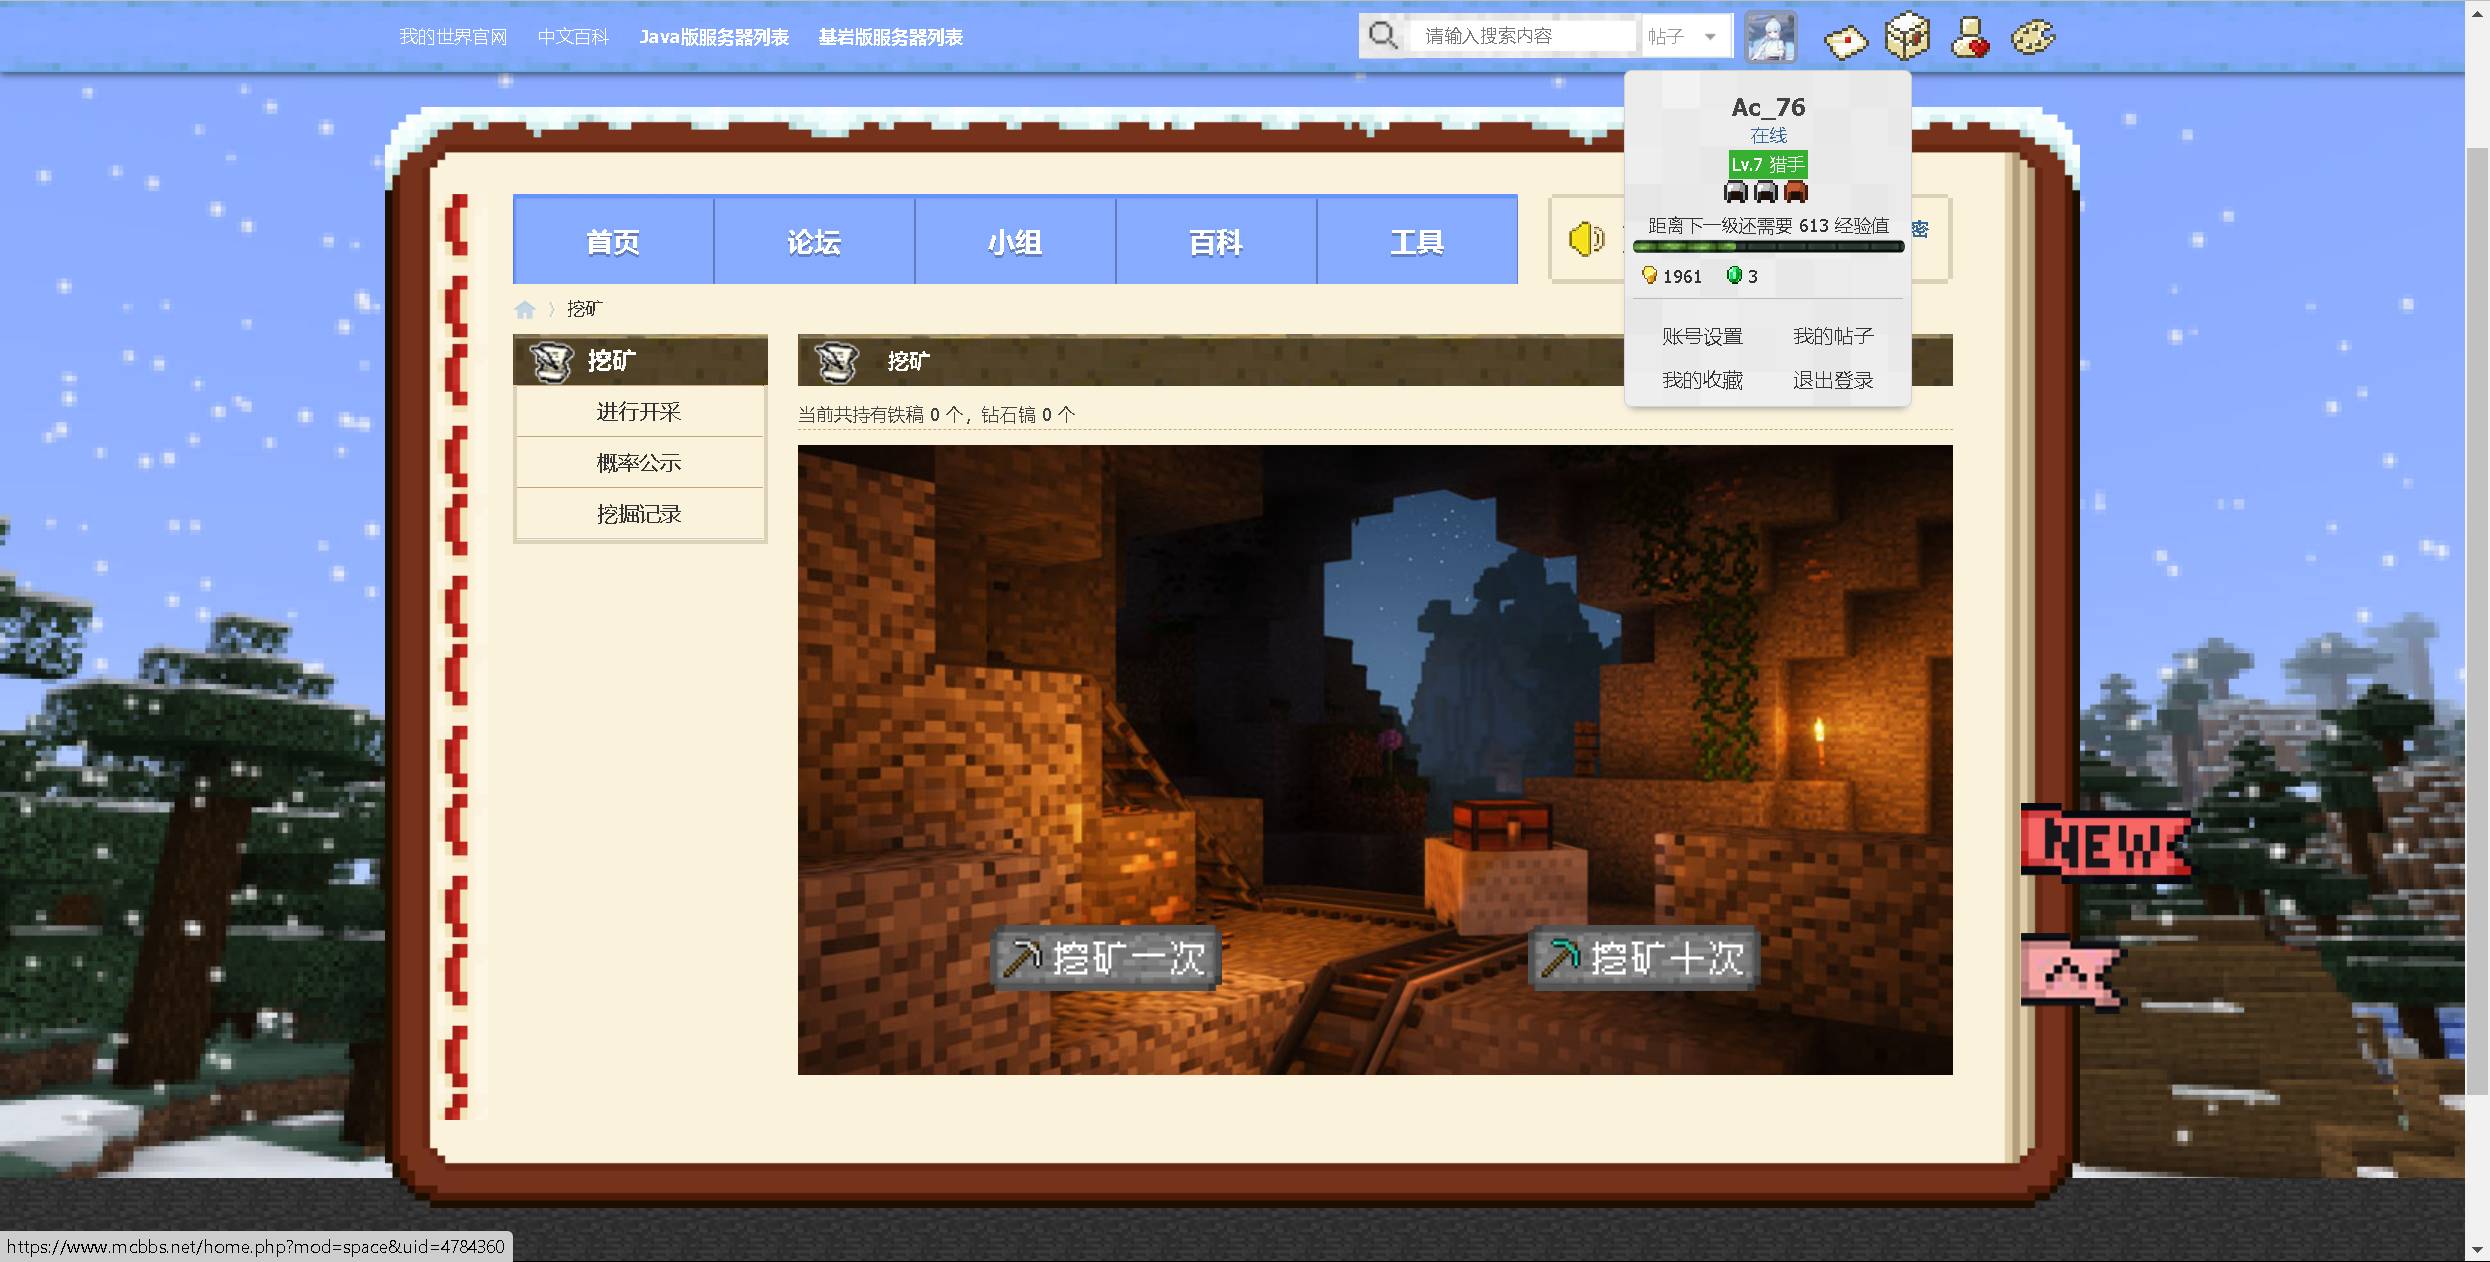 我的世界官网 中文百科 Java版服务器列表 基岩版服务器列表 请输入搜索内容 帖子
Ac_76
在线
Lv.7 猎手
距离下一级还需要 613 经验值
1961 3
账号设置 我的帖子
我的收藏 退出登录
首页 论坛 小组 百科 工具
密
挖矿
挖矿
进行开采
概率公示
挖掘记录
挖矿
当前共持有铁稿 0 个，钻石镐 0 个
挖矿一次 挖矿十次
NEW
https://www.mcbbs.net/home.php?mod=space&uid=4784360